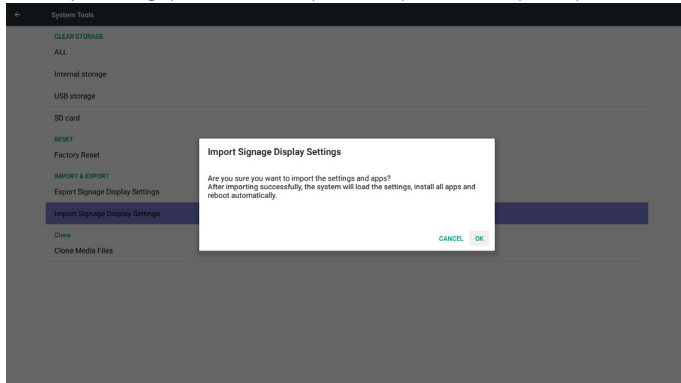 ← System Tools
CLEAR STORAGE
ALL
Internal storage
USB storage
SD card
RESET
Factory Reset
IMPORT & EXPORT
Export Signage Display Settings
Import Signage Display Settings
Clone
Clone Media Files
Import Signage Display Settings
Are you sure you want to import the settings and apps?
After importing successfully, the system will load the settings, install all apps and
reboot automatically.
CANCEL OK